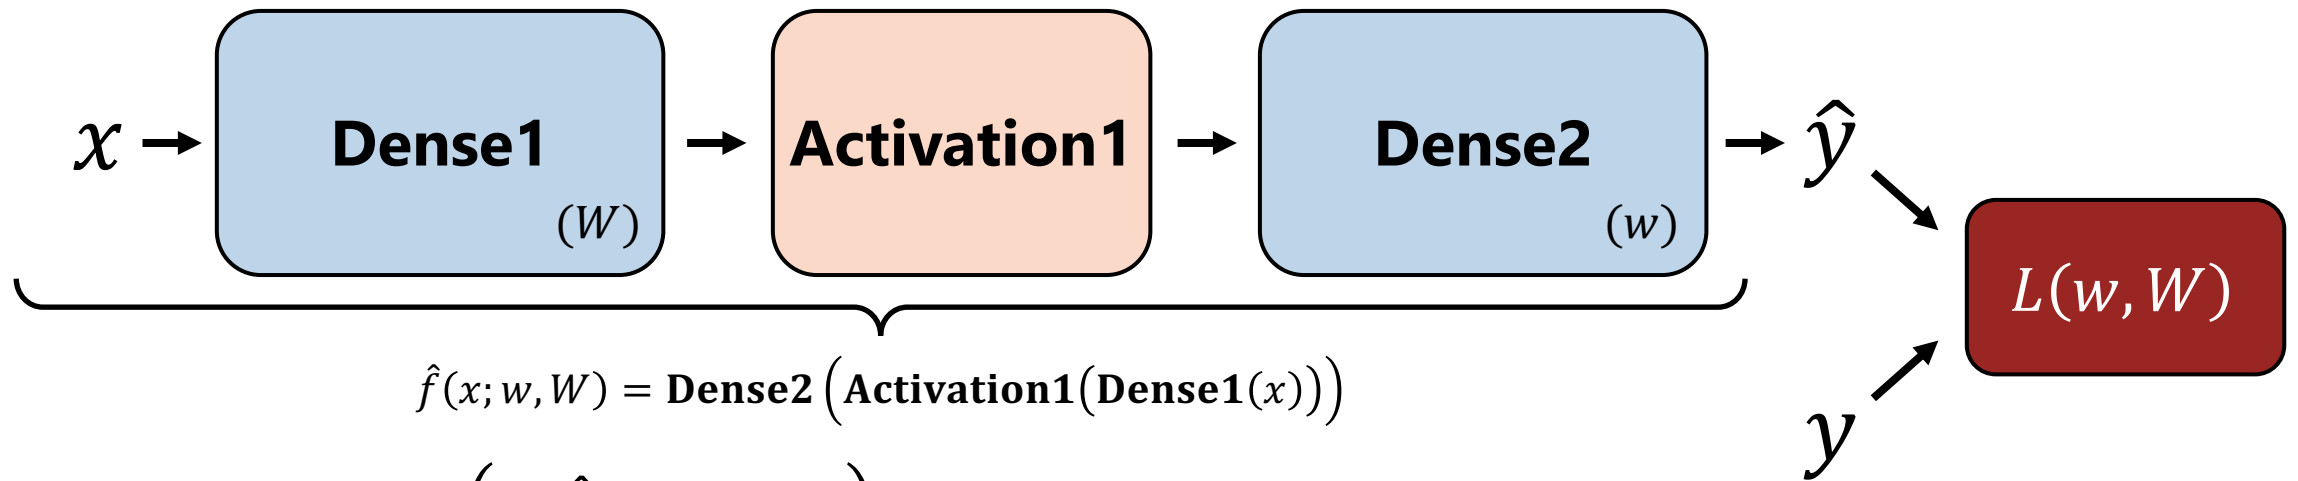 x Dense1 Activation1 Dense2 ŷ
(W) (w)
L(w, W)
f̂(x; w, W) = Dense2(Activation1(Dense1(x)))
y